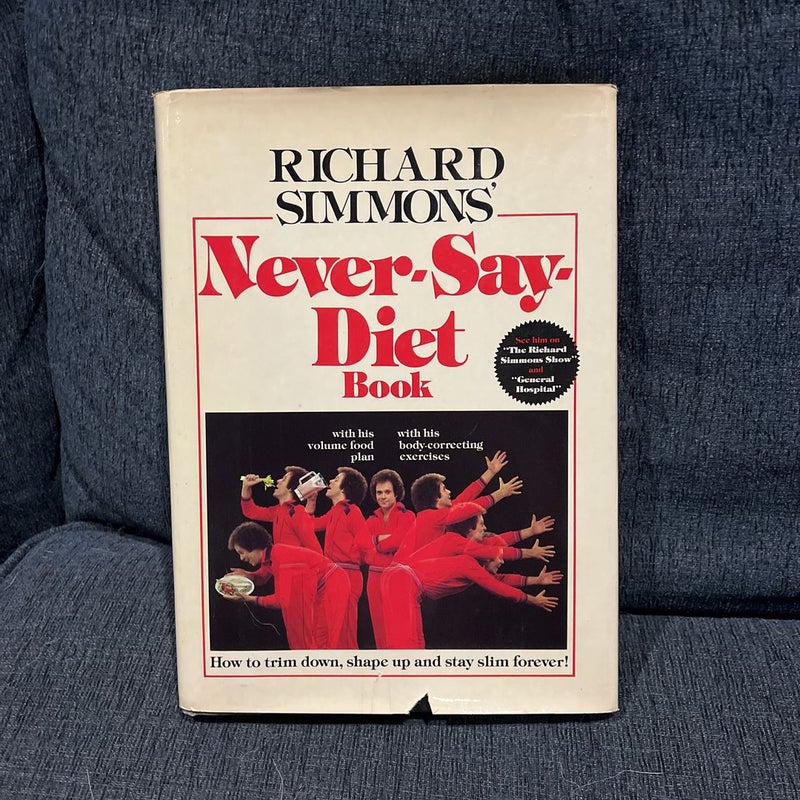 RICHARD
SIMMONS'
Never-Say-
Diet
Book
See him on
"The Richard
Simmons Show"
and
"General
Hospital"
with his
volume food
plan
with his
body-correcting
exercises
How to trim down, shape up and stay slim forever!